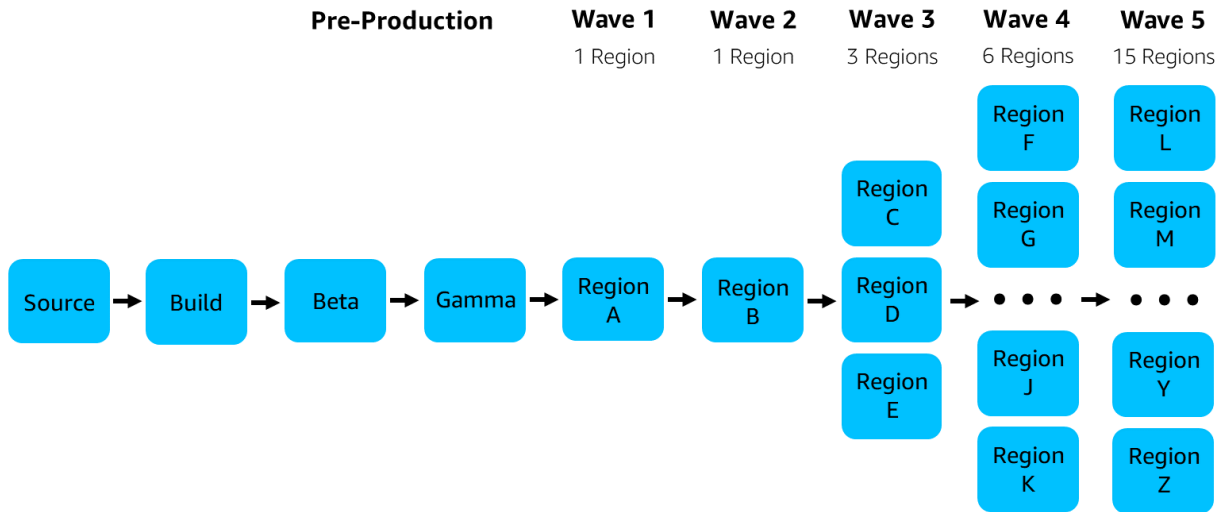 Pre-Production
Wave 1
Wave 2
Wave 3
Wave 4
Wave 5
1 Region
1 Region
3 Regions
6 Regions
15 Regions
Source
Build
Beta
Gamma
Region
A
Region
B
Region
C
Region
D
Region
E
Region
F
Region
G
• • •
Region
J
Region
K
Region
L
Region
M
• • •
Region
Y
Region
Z